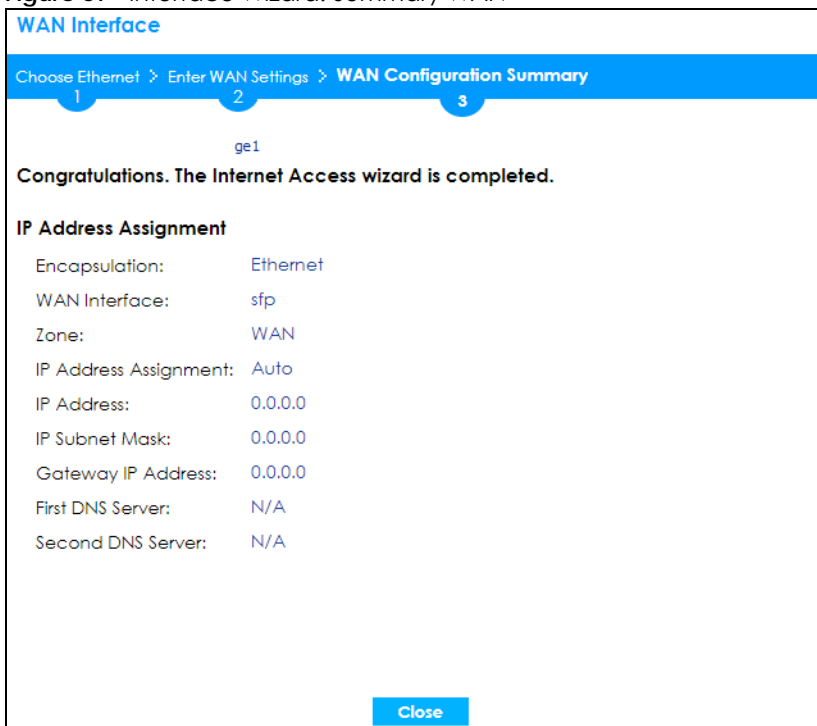 WAN Interface
Choose Ethernet > Enter WAN Settings > WAN Configuration Summary
1 2 3
ge1
Congratulations. The Internet Access wizard is completed.
IP Address Assignment
Encapsulation: Ethernet
WAN Interface: sfp
Zone: WAN
IP Address Assignment: Auto
IP Address: 0.0.0.0
IP Subnet Mask: 0.0.0.0
Gateway IP Address: 0.0.0.0
First DNS Server: N/A
Second DNS Server: N/A
Close